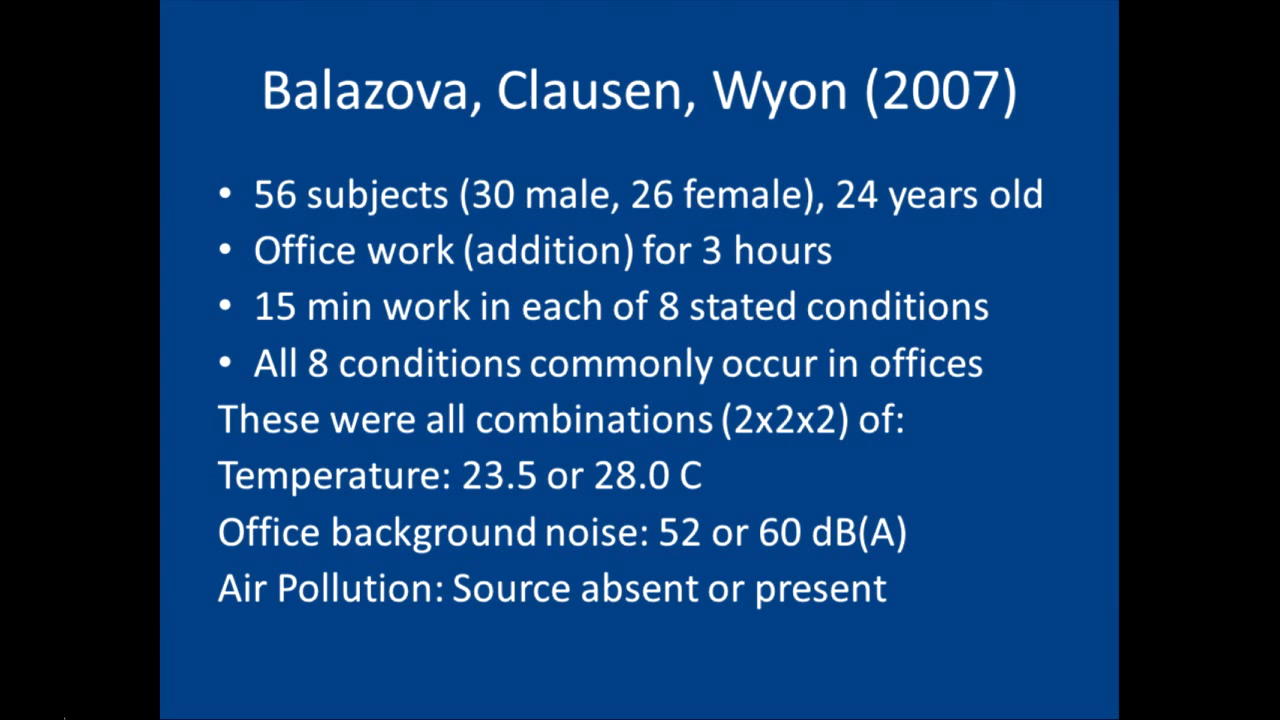 Balazova, Clausen, Wyon (2007)
• 56 subjects (30 male, 26 female), 24 years old
• Office work (addition) for 3 hours
• 15 min work in each of 8 stated conditions
• All 8 conditions commonly occur in offices
These were all combinations (2x2x2) of:
Temperature: 23.5 or 28.0 C
Office background noise: 52 or 60 dB(A)
Air Pollution: Source absent or present